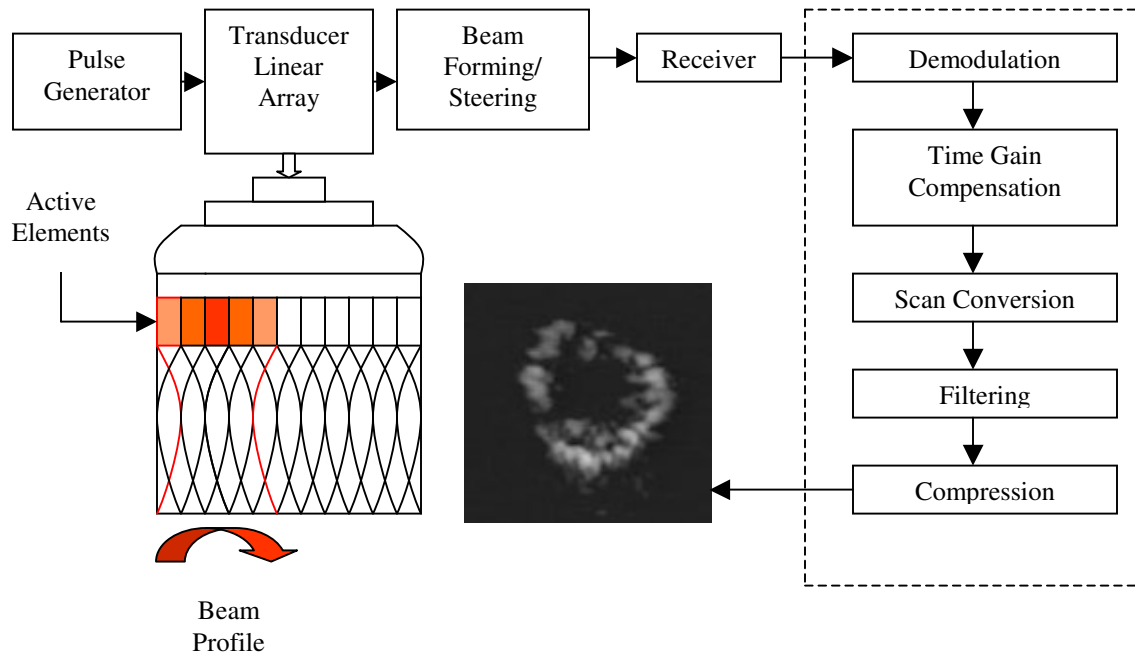 Pulse
Generator
Transducer
Linear
Array
Beam
Forming/
Steering
Receiver
Demodulation
Time Gain
Compensation
Scan Conversion
Filtering
Compression
Active
Elements
Beam
Profile